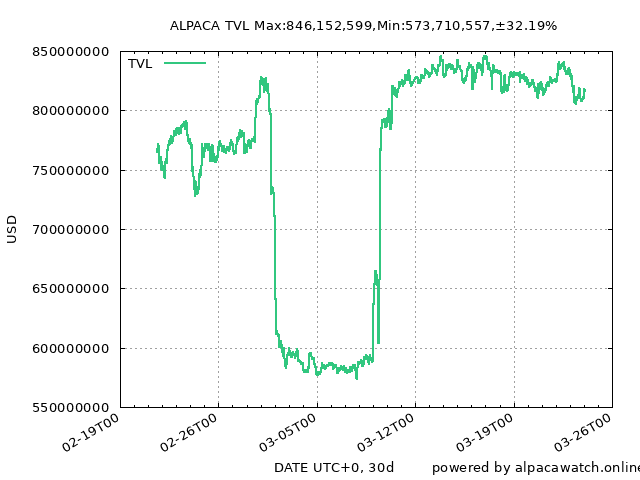 ALPACA TVL Max:846,152,599,Min:573,710,557,±32.19%
850000000
TVL
800000000
750000000
700000000
USD
650000000
600000000
550000000
02-19T00
02-26T00
03-05T00
03-12T00
03-19T00
03-26T00
DATE UTC+0, 30d
powered by alpacawatch.online